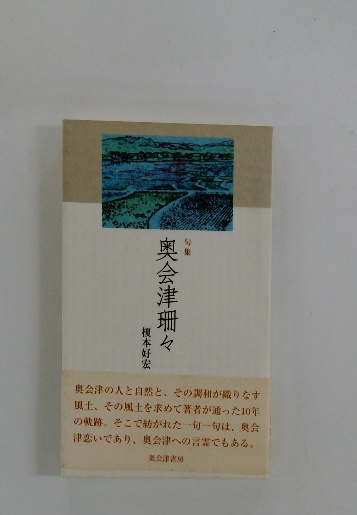 句集
奥会津珊々
榎本好宏
奥会津の人と自然と、その調和が織りなす
風土、その風土を求めて著者が通った10年
の軌跡。そこで紡がれた一句一句は、奥会
津恋いであり、奥会津への言霊でもある。
奥会津書房